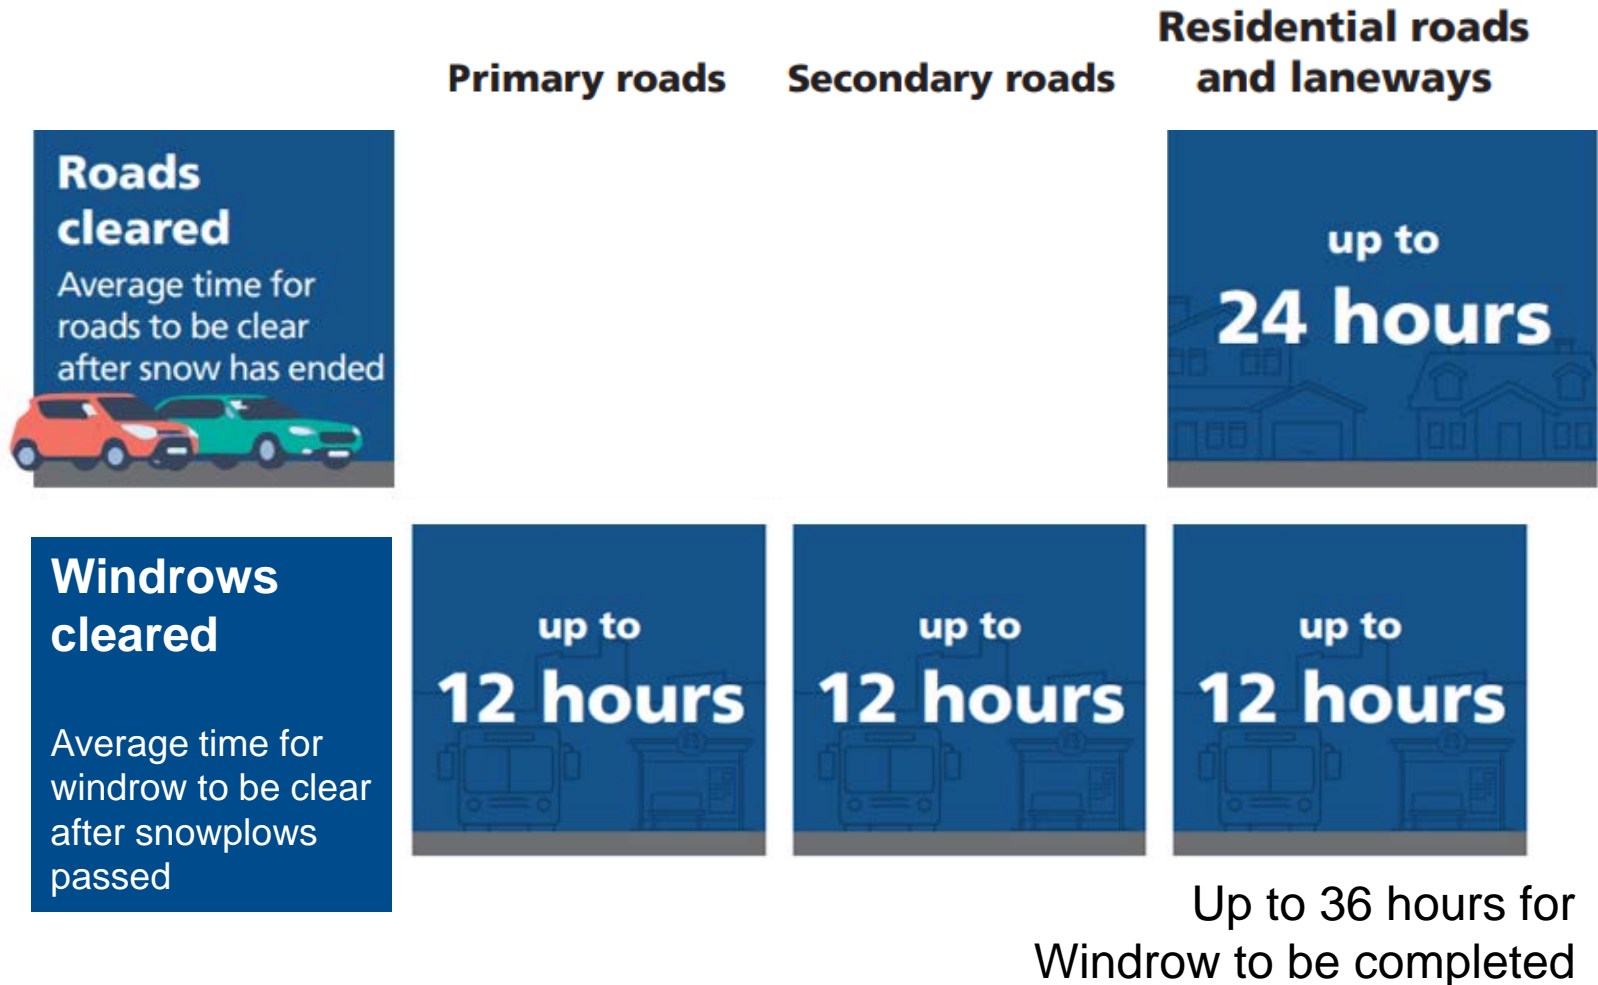 Primary roads
Secondary roads
Residential roads
and laneways
Roads
cleared
Average time for
roads to be clear
after snow has ended
up to
24 hours
Windrows
cleared
Average time for
windrow to be clear
after snowplows
passed
up to
12 hours
up to
12 hours
up to
12 hours
Up to 36 hours for
Windrow to be completed